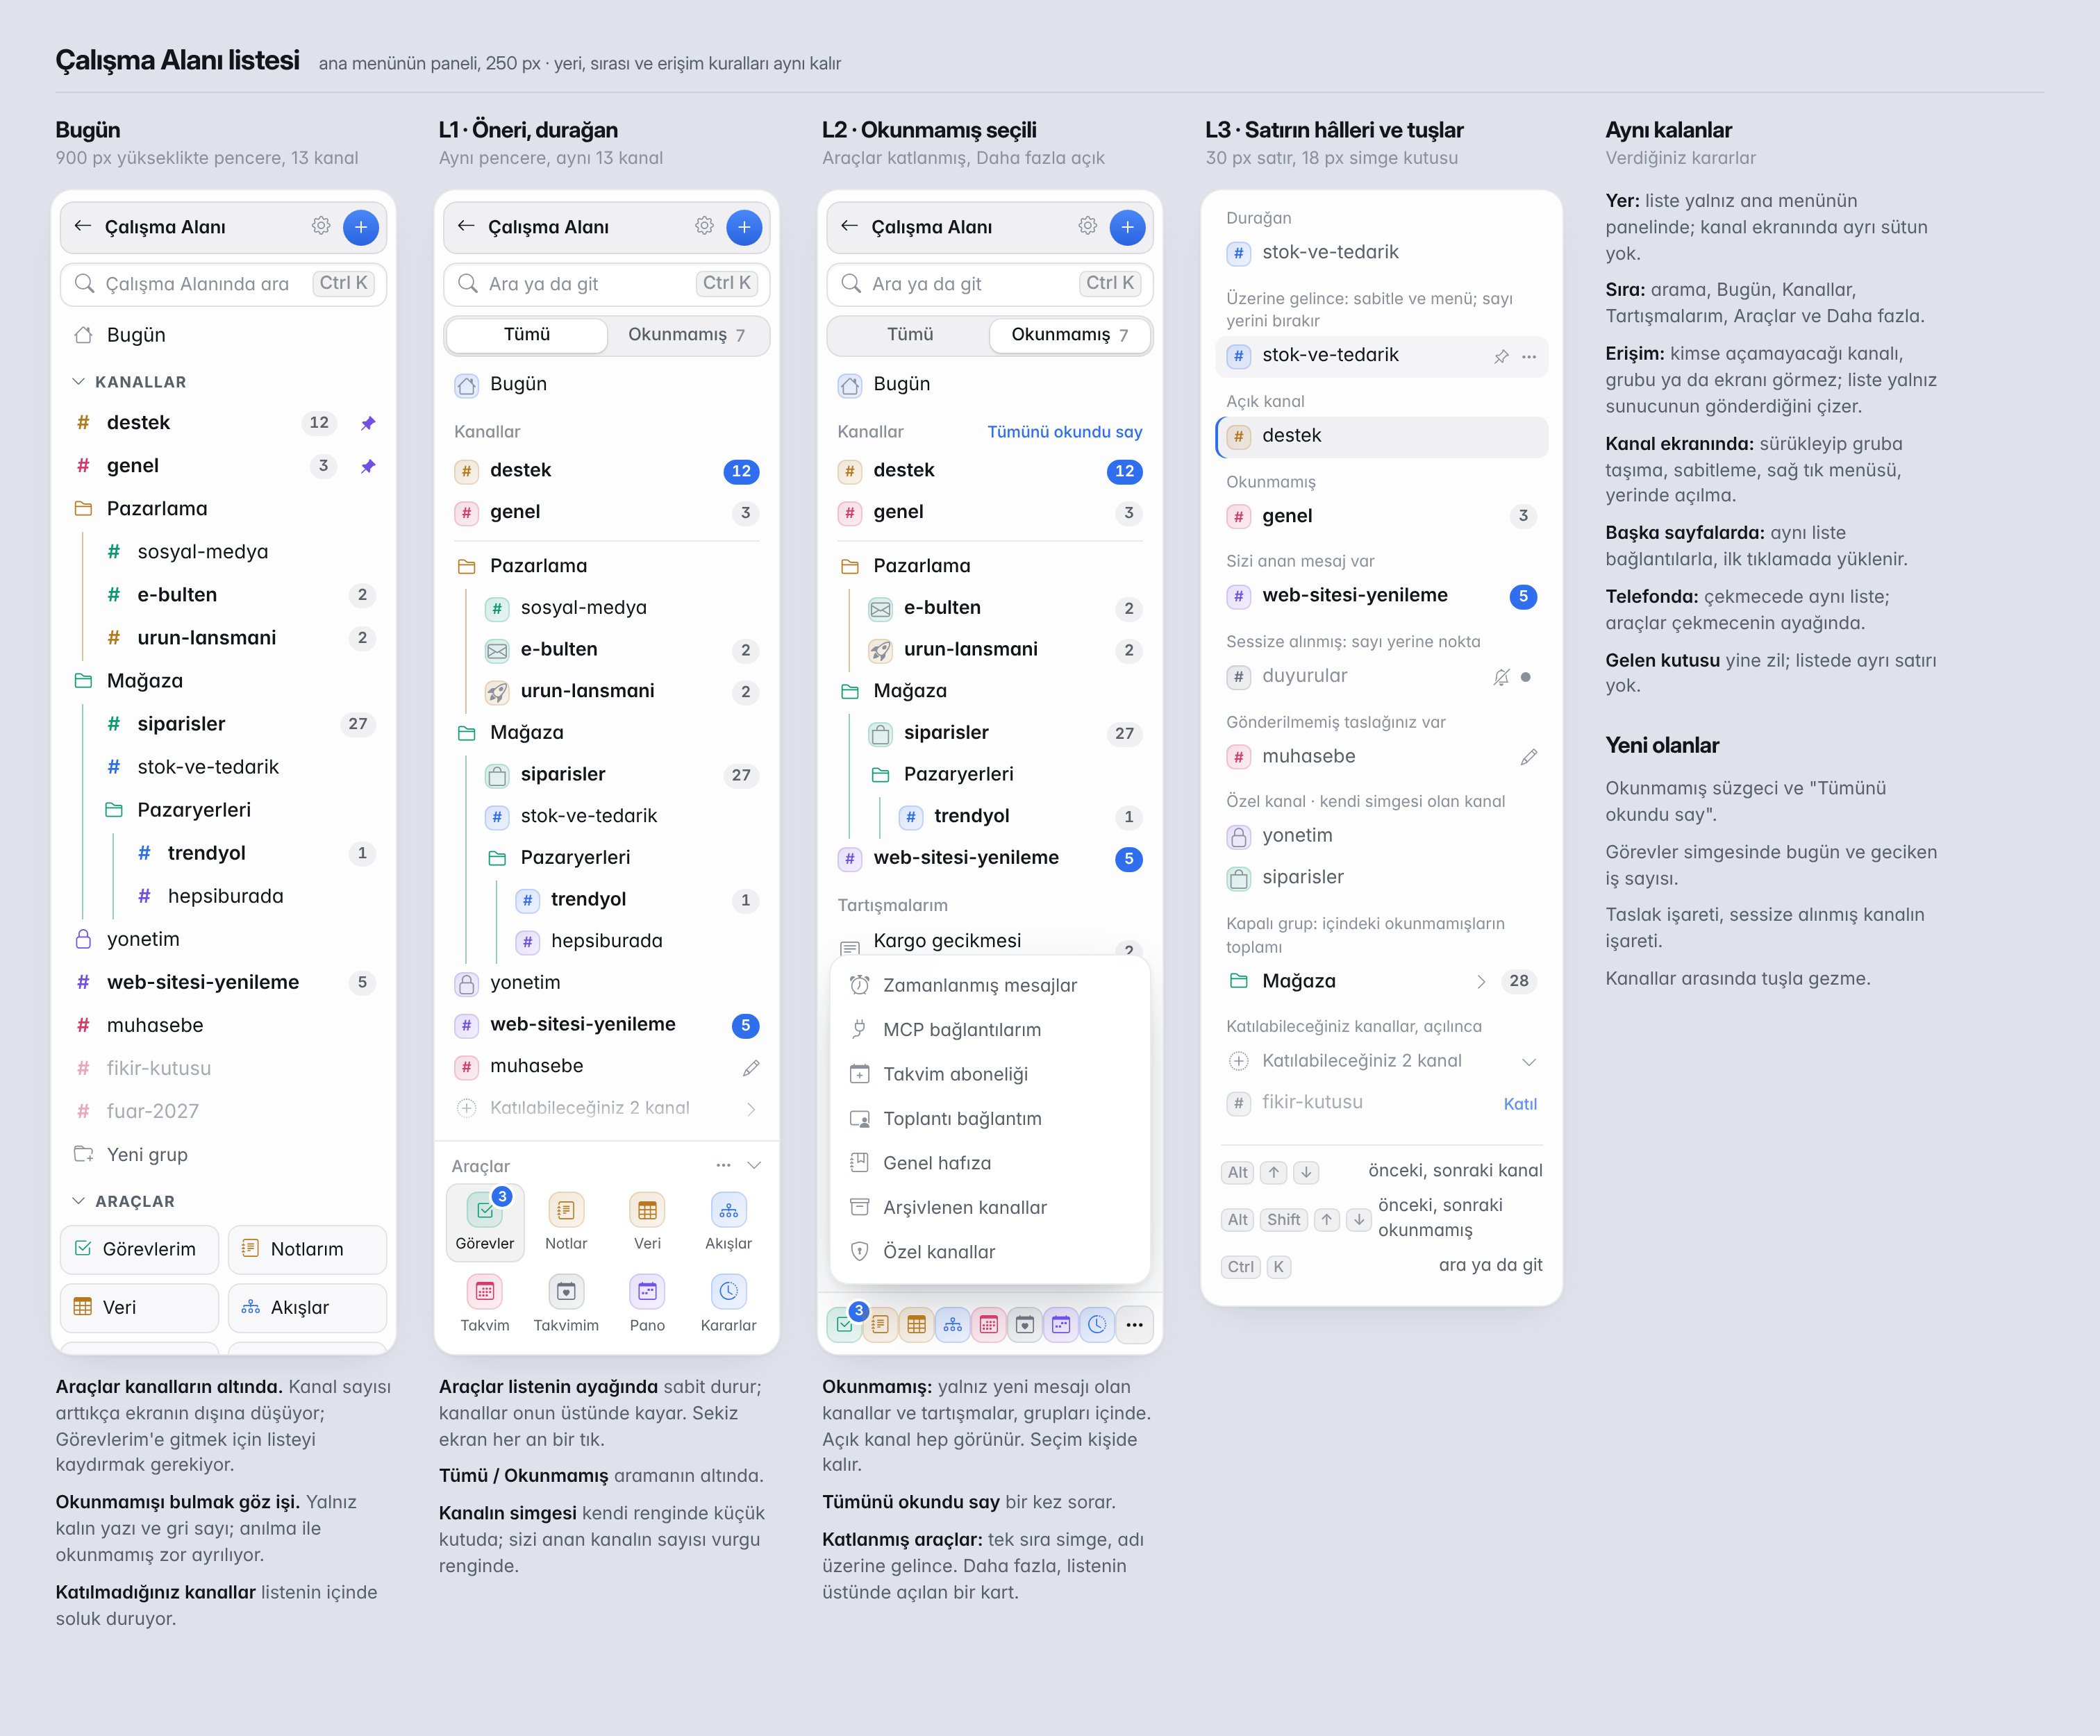 Çalışma Alanı listesi ana menünün paneli, 250 px · yeri, sırası ve erişim kuralları aynı kalır
Bugün
900 px yükseklikte pencere, 13 kanal
Çalışma Alanı
Çalışma Alanında ara Ctrl K
Bugün
KANALLAR
# destek 12
# genel 3
Pazarlama
# sosyal-medya
# e-bulten 2
# urun-lansmani 2
Mağaza
# siparisler 27
# stok-ve-tedarik
Pazaryerleri
# trendyol 1
# hepsiburada
yonetim
# web-sitesi-yenileme 5
# muhasebe
# fikir-kutusu
# fuar-2027
Yeni grup
ARAÇLAR
Görevlerim Notlarım
Veri Akışlar
Araçlar kanalların altında. Kanal sayısı
arttıkça ekranın dışına düşüyor;
Görevlerim'e gitmek için listeyi
kaydırmak gerekiyor.
Okunmamışı bulmak göz işi. Yalnız
kalın yazı ve gri sayı; anılma ile
okunmamış zor ayrılıyor.
Katılmadığınız kanallar listenin içinde
soluk duruyor.
L1 · Öneri, durağan
Aynı pencere, aynı 13 kanal
Çalışma Alanı
Ara ya da git Ctrl K
Tümü Okunmamış 7
Bugün
Kanallar
# destek 12
# genel 3
Pazarlama
# sosyal-medya
e-bulten 2
urun-lansmani 2
Mağaza
siparisler 27
# stok-ve-tedarik
Pazaryerleri
# trendyol 1
# hepsiburada
yonetim
# web-sitesi-yenileme 5
# muhasebe
Katılabileceğiniz 2 kanal
Araçlar
3
Görevler Notlar Veri Akışlar
Takvim Takvimim Pano Kararlar
Araçlar listenin ayağında sabit durur;
kanallar onun üstünde kayar. Sekiz
ekran her an bir tık.
Tümü / Okunmamış aramanın altında.
Kanalın simgesi kendi renginde küçük
kutuda; sizi anan kanalın sayısı vurgu
renginde.
L2 · Okunmamış seçili
Araçlar katlanmış, Daha fazla açık
Çalışma Alanı
Ara ya da git Ctrl K
Tümü Okunmamış 7
Bugün
Kanallar Tümünü okundu say
# destek 12
# genel 3
Pazarlama
e-bulten 2
urun-lansmani 2
Mağaza
siparisler 27
Pazaryerleri
# trendyol 1
# web-sitesi-yenileme 5
Tartışmalarım
Kargo gecikmesi 2
Zamanlanmış mesajlar
MCP bağlantılarım
Takvim aboneliği
Toplantı bağlantım
Genel hafıza
Arşivlenen kanallar
Özel kanallar
3
Okunmamış: yalnız yeni mesajı olan
kanallar ve tartışmalar, grupları içinde.
Açık kanal hep görünür. Seçim kişide
kalır.
Tümünü okundu say bir kez sorar.
Katlanmış araçlar: tek sıra simge, adı
üzerine gelince. Daha fazla, listenin
üstünde açılan bir kart.
L3 · Satırın hâlleri ve tuşlar
30 px satır, 18 px simge kutusu
Durağan
# stok-ve-tedarik
Üzerine gelince: sabitle ve menü; sayı
yerini bırakır
# stok-ve-tedarik
Açık kanal
# destek
Okunmamış
# genel 3
Sizi anan mesaj var
# web-sitesi-yenileme 5
Sessize alınmış: sayı yerine nokta
# duyurular
Gönderilmemiş taslağınız var
# muhasebe
Özel kanal · kendi simgesi olan kanal
yonetim
siparisler
Kapalı grup: içindeki okunmamışların
toplamı
Mağaza 28
Katılabileceğiniz kanallar, açılınca
Katılabileceğiniz 2 kanal
# fikir-kutusu Katıl
Alt ↑ ↓ önceki, sonraki kanal
Alt Shift ↑ ↓ önceki, sonraki
okunmamış
Ctrl K ara ya da git
Aynı kalanlar
Verdiğiniz kararlar
Yer: liste yalnız ana menünün
panelinde; kanal ekranında ayrı sütun
yok.
Sıra: arama, Bugün, Kanallar,
Tartışmalarım, Araçlar ve Daha fazla.
Erişim: kimse açamayacağı kanalı,
grubu ya da ekranı görmez; liste yalnız
sunucunun gönderdiğini çizer.
Kanal ekranında: sürükleyip gruba
taşıma, sabitleme, sağ tık menüsü,
yerinde açılma.
Başka sayfalarda: aynı liste
bağlantılarla, ilk tıklamada yüklenir.
Telefonda: çekmecede aynı liste;
araçlar çekmecenin ayağında.
Gelen kutusu yine zil; listede ayrı satırı
yok.
Yeni olanlar
Okunmamış süzgeci ve "Tümünü
okundu say".
Görevler simgesinde bugün ve geciken
iş sayısı.
Taslak işareti, sessize alınmış kanalın
işareti.
Kanallar arasında tuşla gezme.